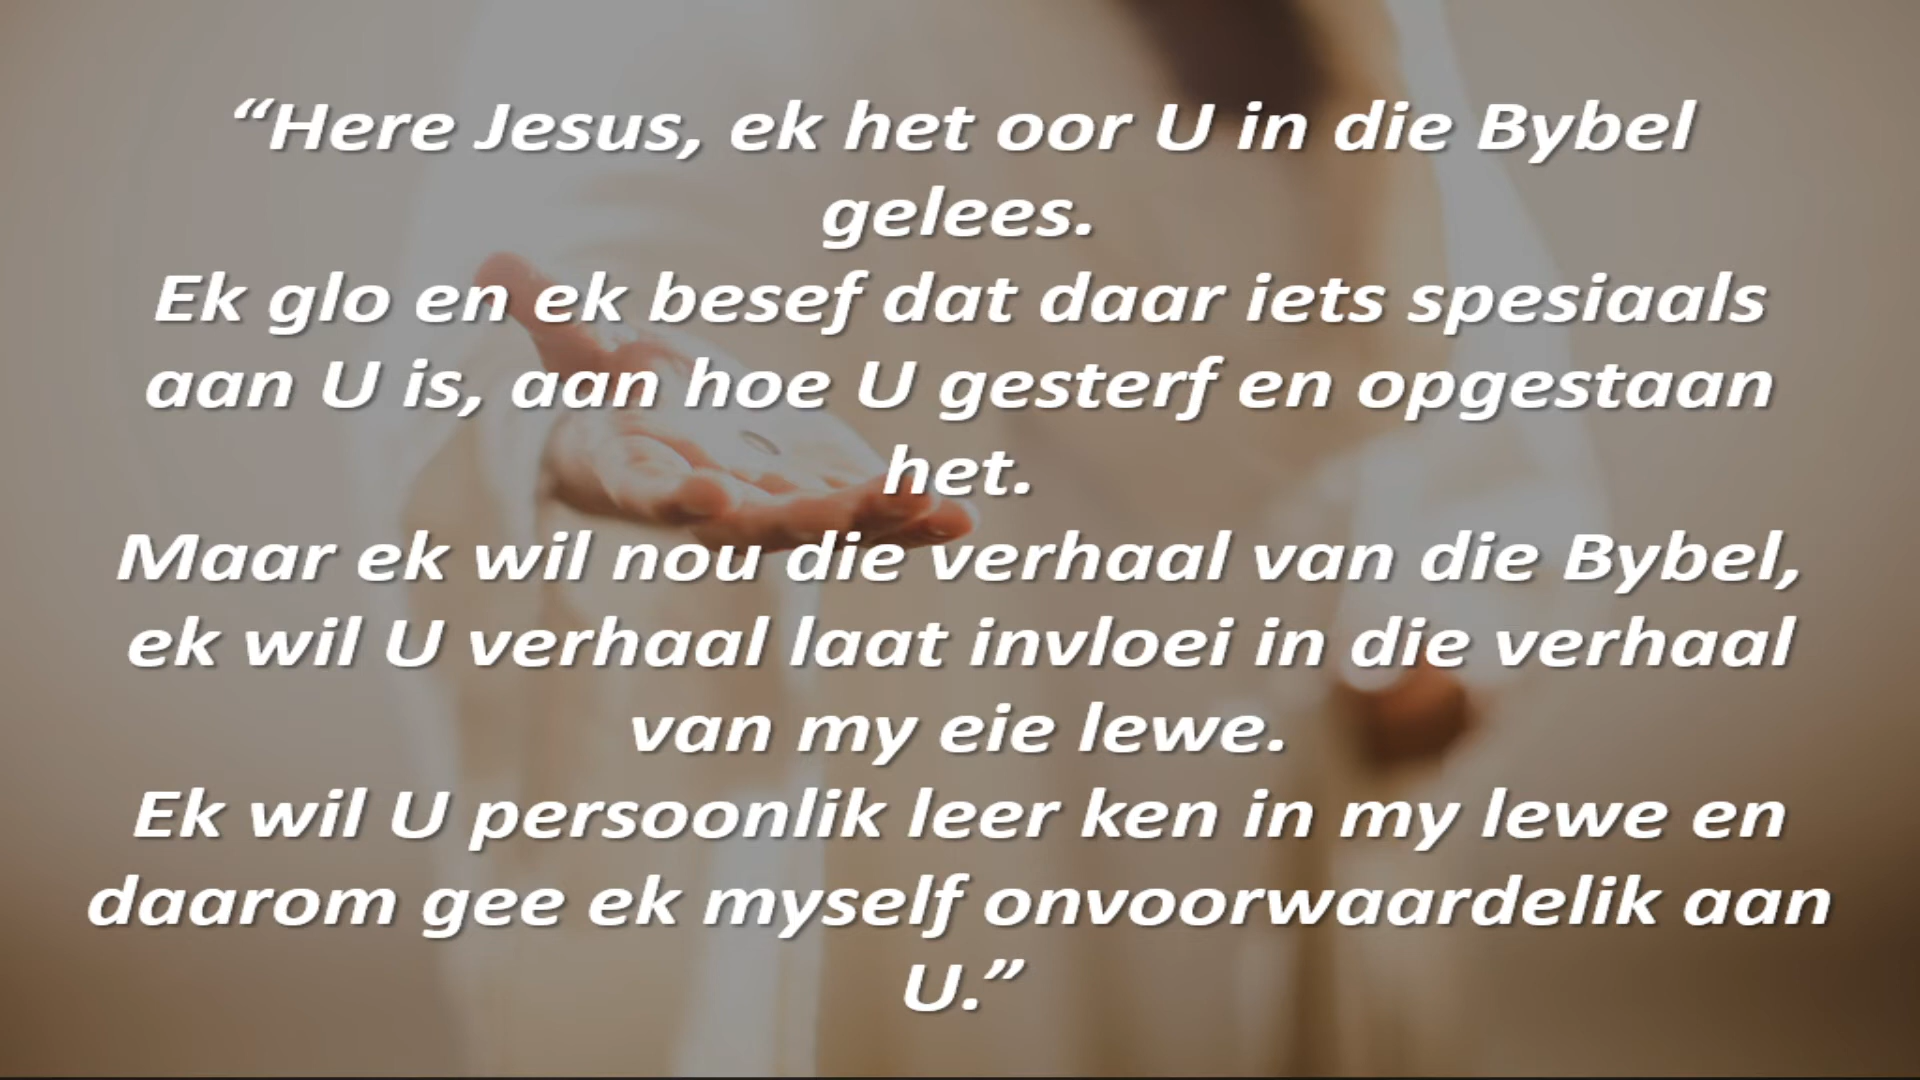 “Here Jesus, ek het oor U in die Bybel
gelees.
Ek glo en ek besef dat daar iets spesiaals
aan U is, aan hoe U gesterf en opgestaan
het.
Maar ek wil nou die verhaal van die Bybel,
ek wil U verhaal laat invloei in die verhaal
van my eie lewe.
Ek wil U persoonlik leer ken in my lewe en
daarom gee ek myself onvoorwaardelik aan
U.”